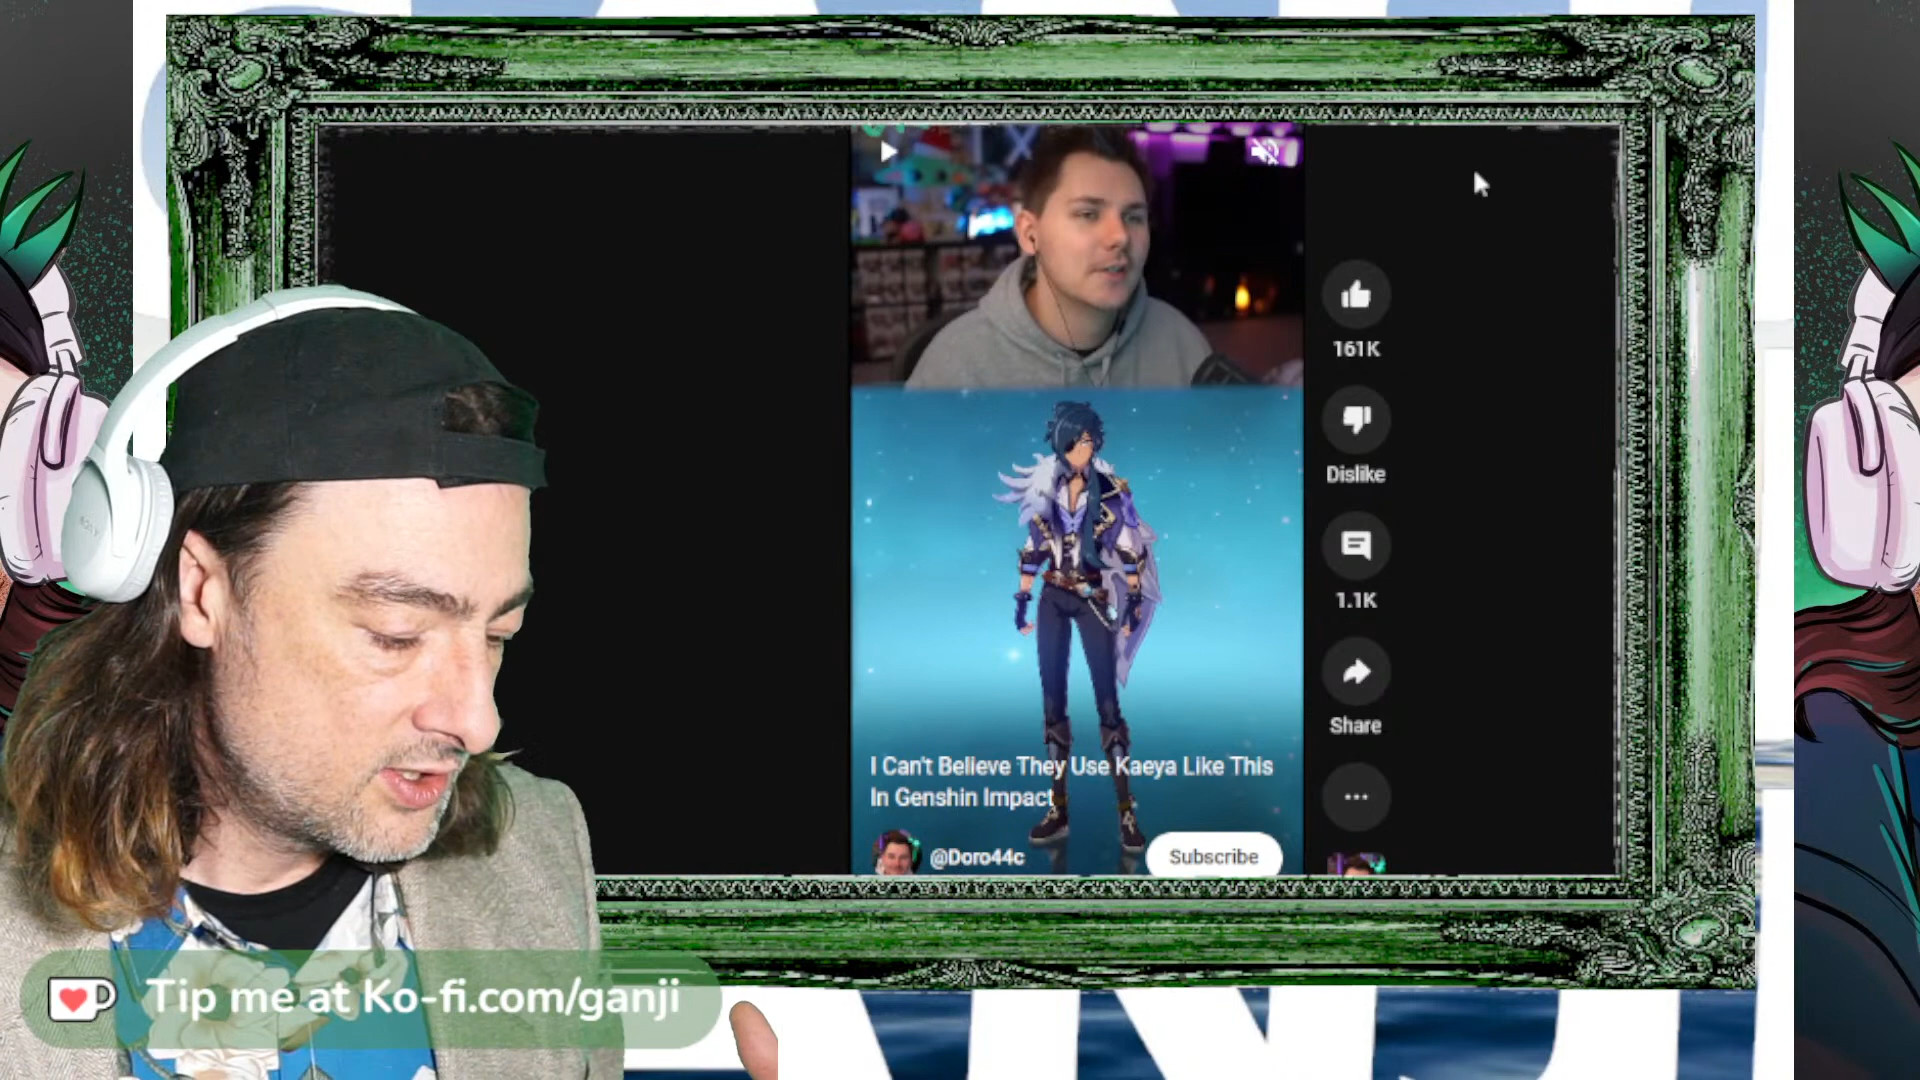 161K
Dislike
1.1K
Share
I Can't Believe They Use Kaeya Like This
In Genshin Impact
@Doro44c
Subscribe
SONY
Tip me at Ko-fi.com/ganji